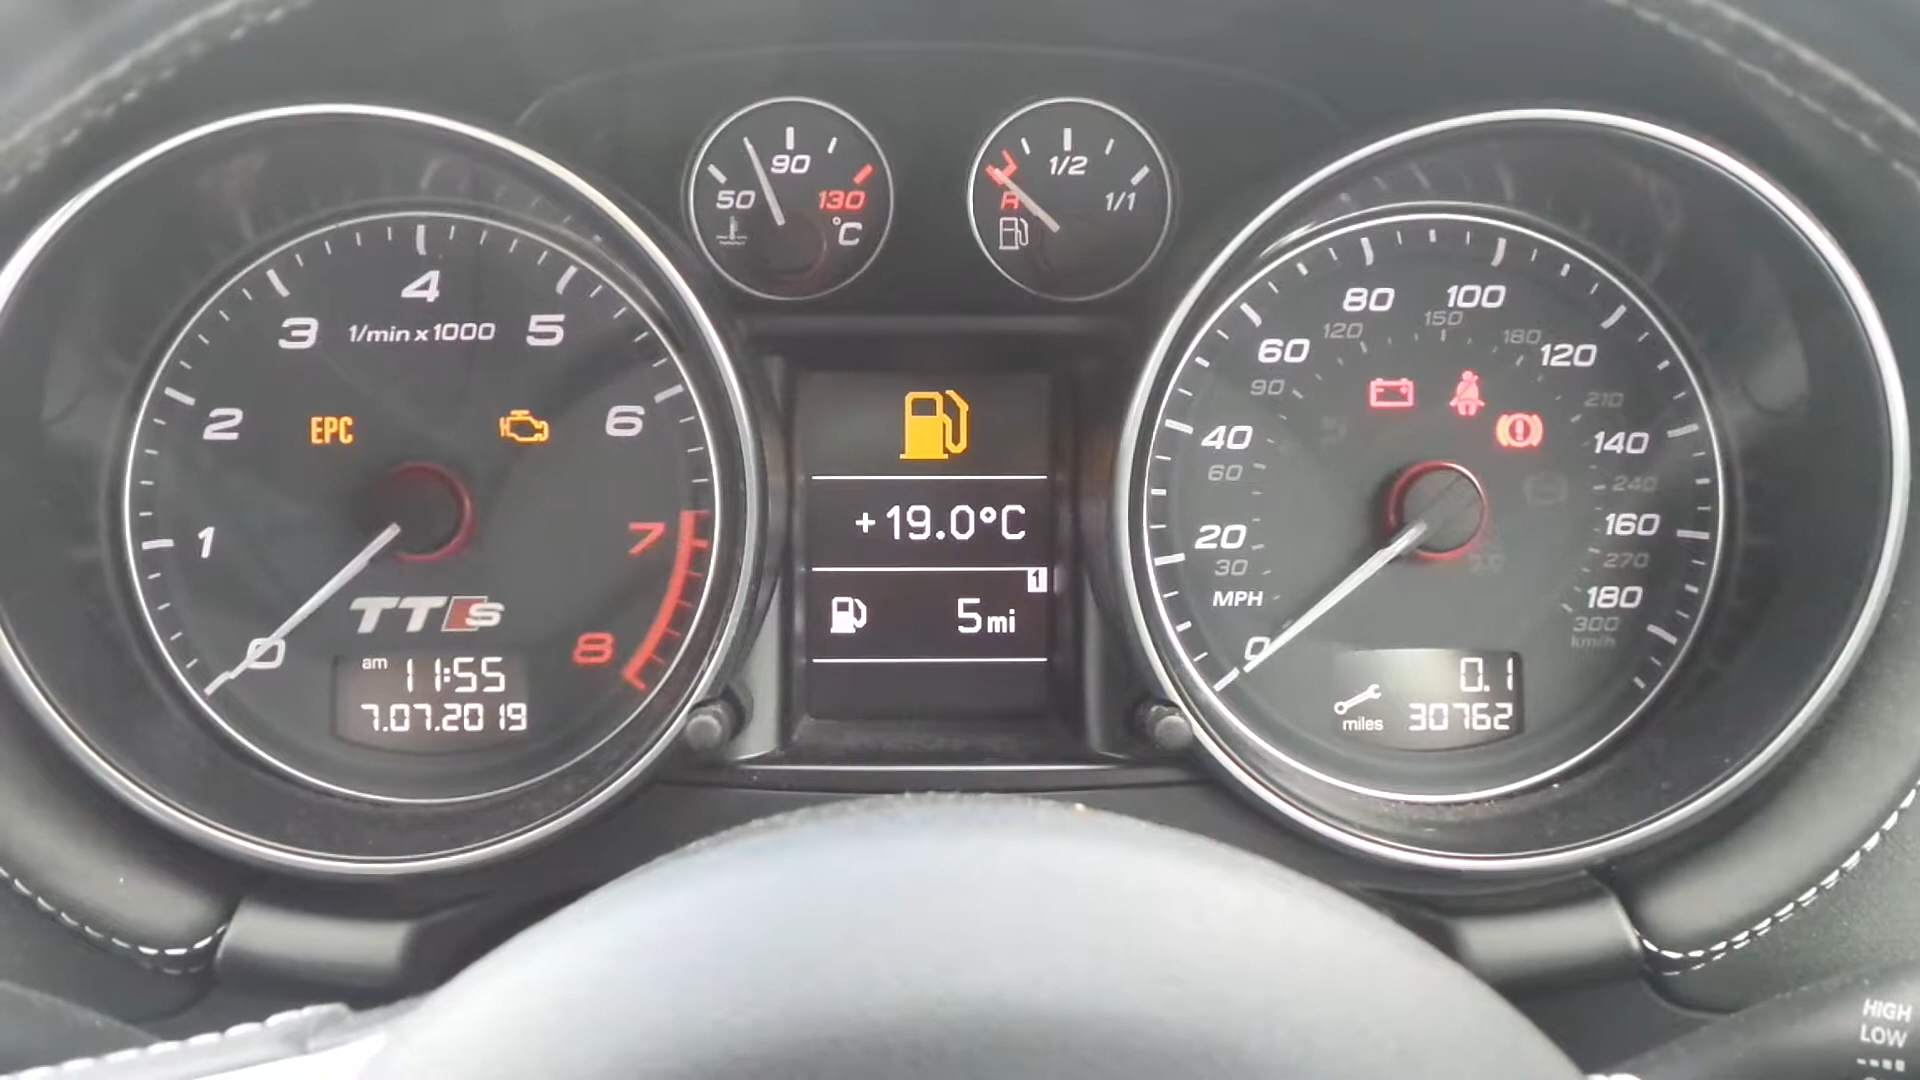 1/min x 1000
0
1
2
3
4
5
6
7
8
EPC
TTS
am 11:55
7.07.2019
50
90
130
°C
R
1/2
1/1
+19.0°C
1
5 mi
0
20
40
60
80
100
120
140
160
180
MPH
30
60
90
120
150
180
210
240
270
300
km/h
0.1
miles 30762
HIGH
LOW